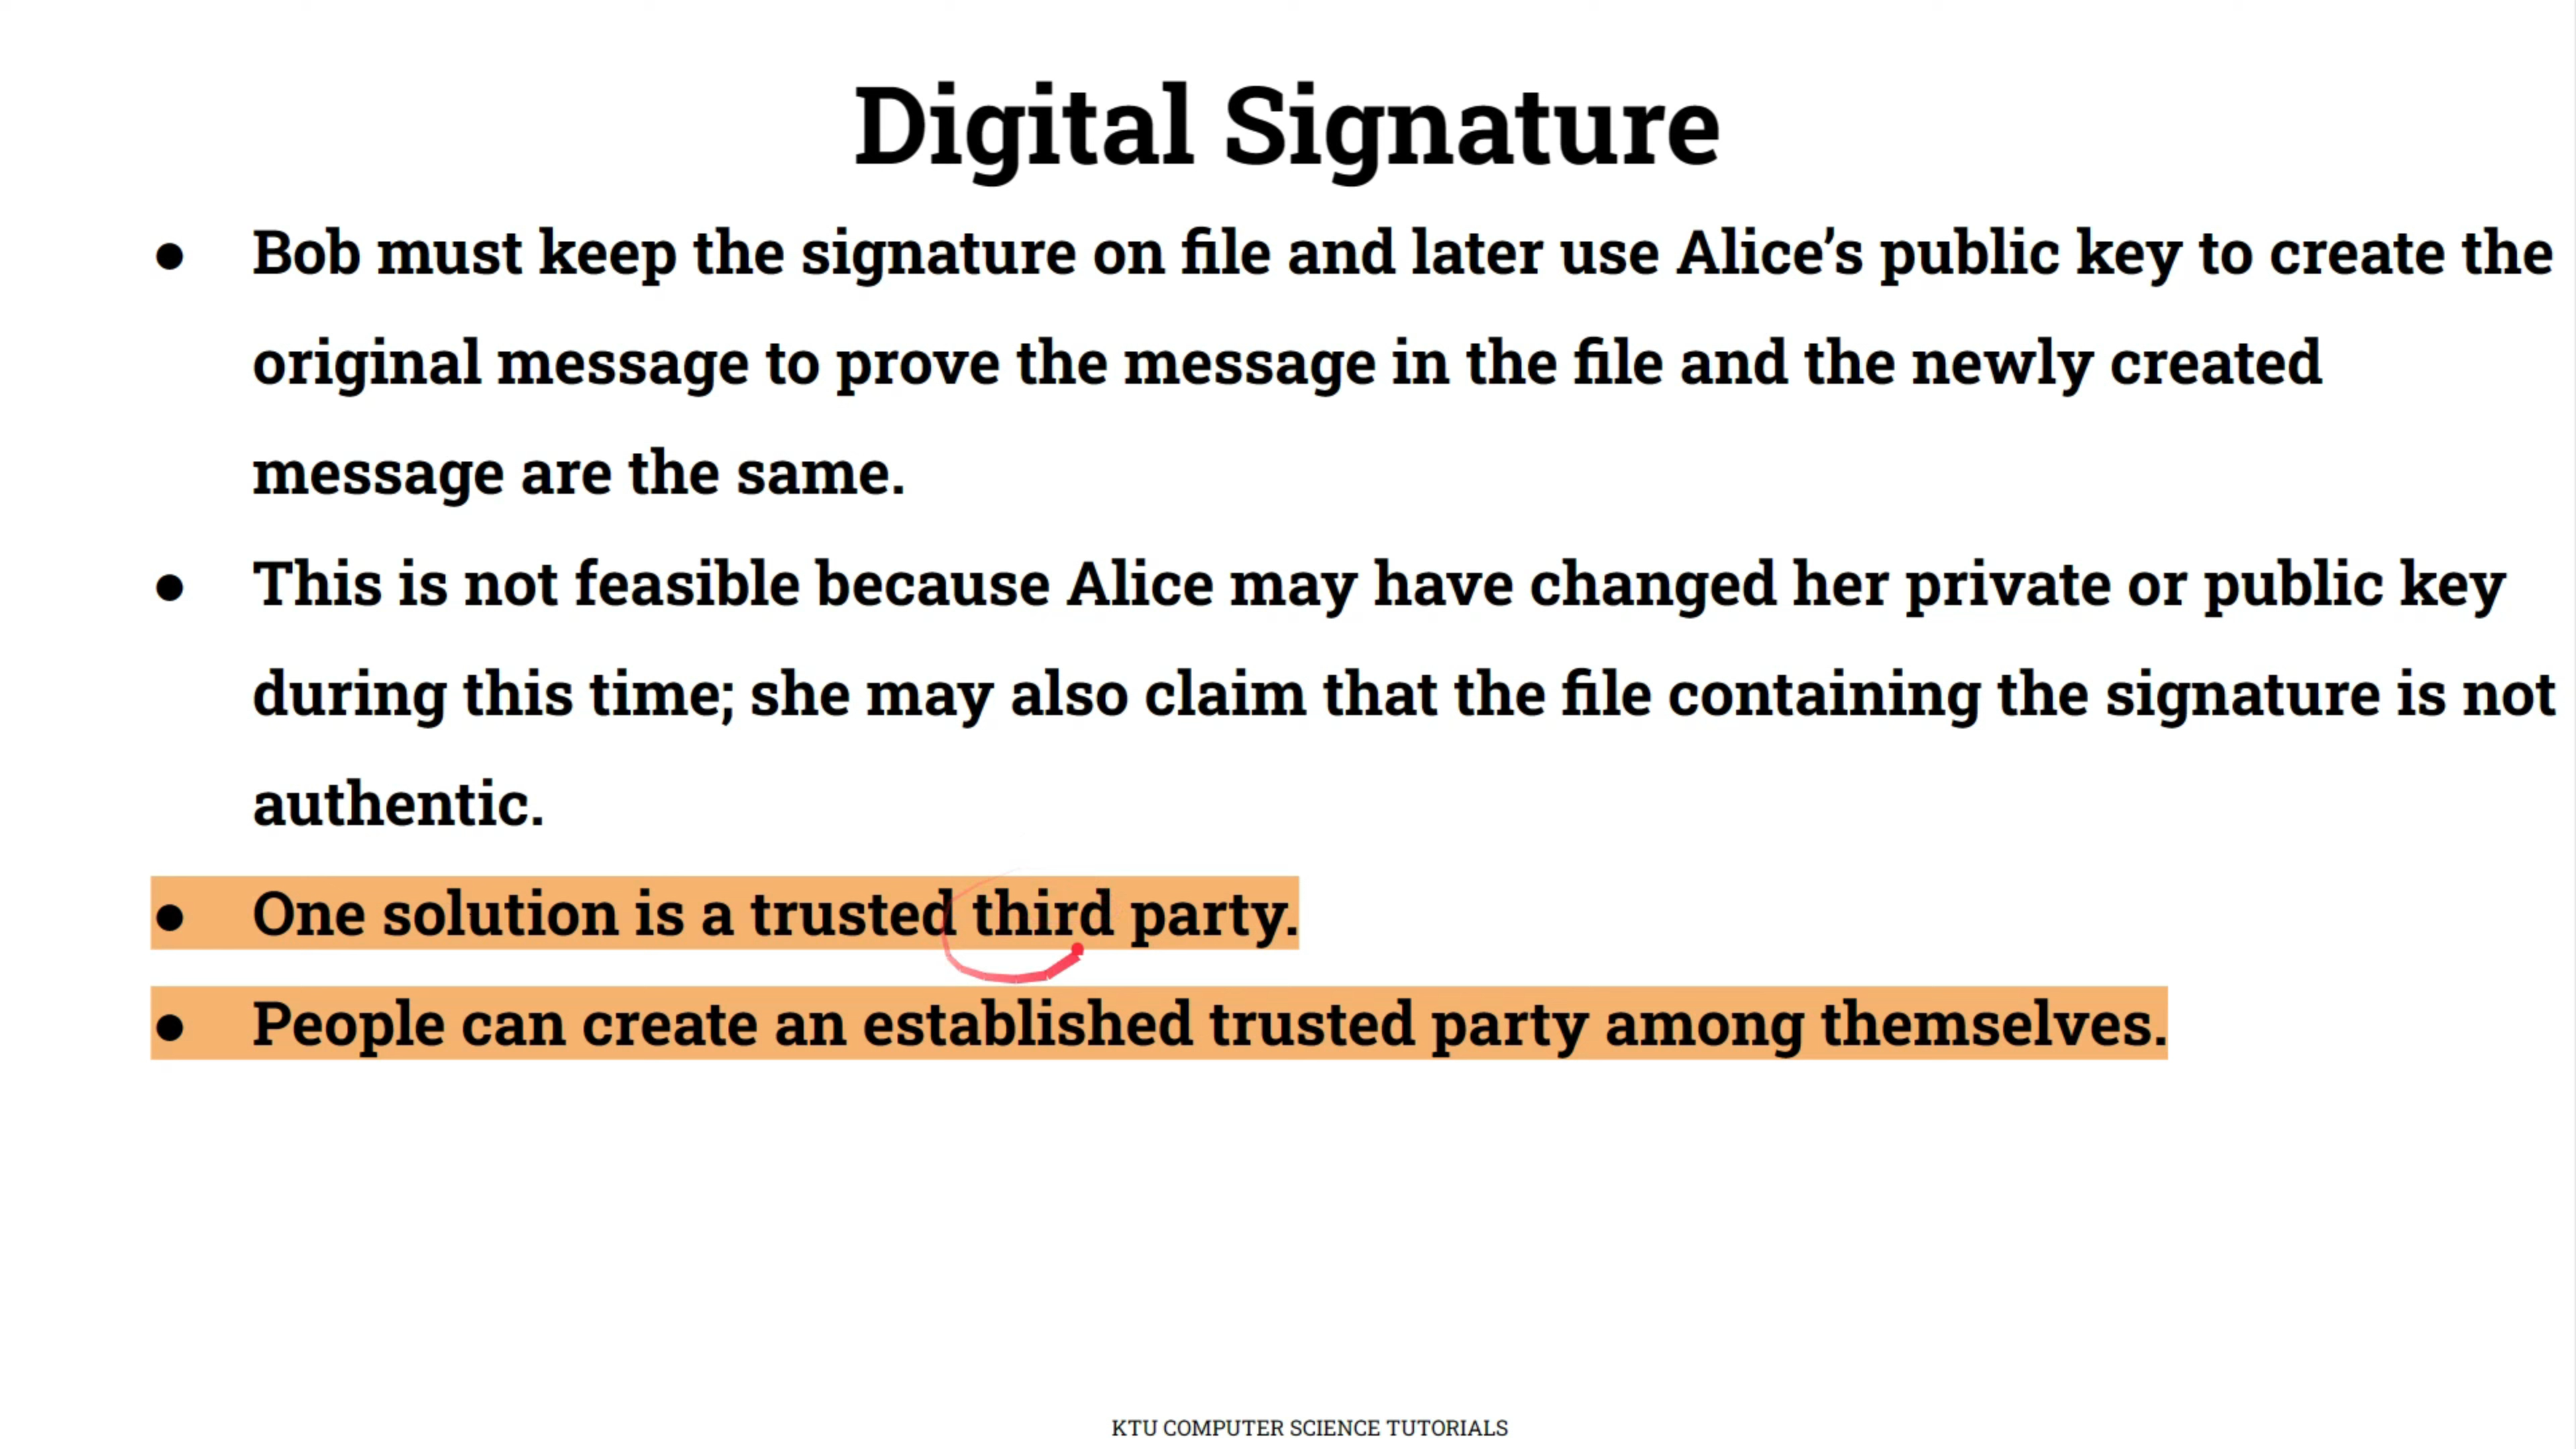 Digital Signature
● Bob must keep the signature on file and later use Alice’s public key to create the
original message to prove the message in the file and the newly created
message are the same.
● This is not feasible because Alice may have changed her private or public key
during this time; she may also claim that the file containing the signature is not
authentic.
● One solution is a trusted third party.
● People can create an established trusted party among themselves.
KTU COMPUTER SCIENCE TUTORIALS